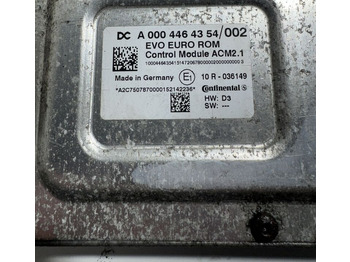 DC A 000 446 43 54/002
EVO EURO ROM
Control Module ACM2.1
Made in Germany E1 10 R - 036149
*A2C7507870000152142236*
Continental
HW: D3
SW: ---